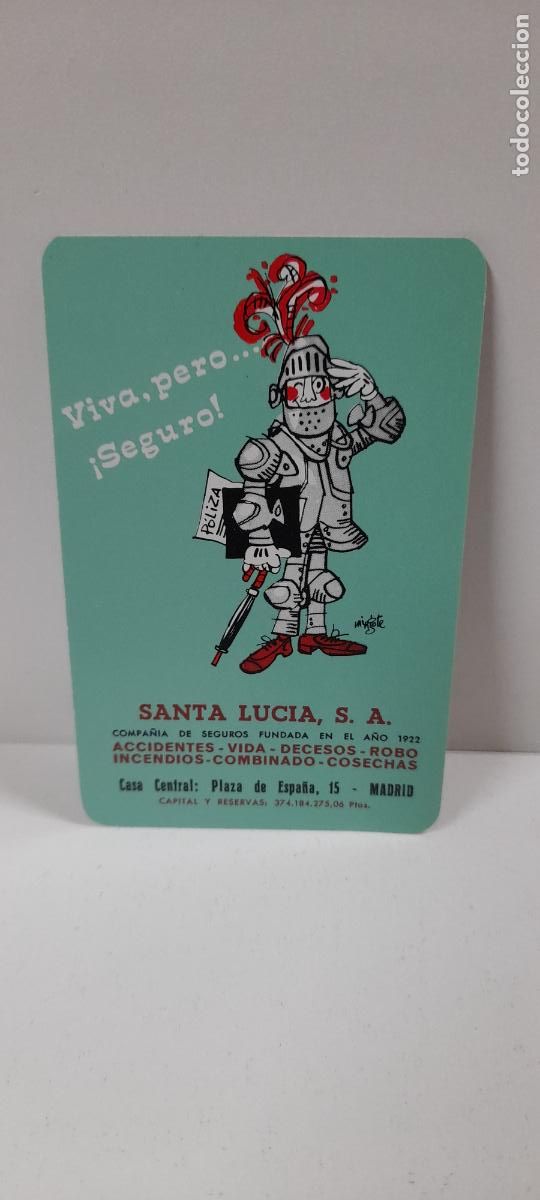 todocoleccion
Viva, pero...
¡Seguro!
PÓLIZA
mingote
SANTA LUCIA, S. A.
COMPAÑIA DE SEGUROS FUNDADA EN EL AÑO 1922
ACCIDENTES - VIDA - DECESOS - ROBO
INCENDIOS - COMBINADO - COSECHAS
Casa Central: Plaza de España, 15 - MADRID
CAPITAL Y RESERVAS: 374.184.275,06 Ptas.